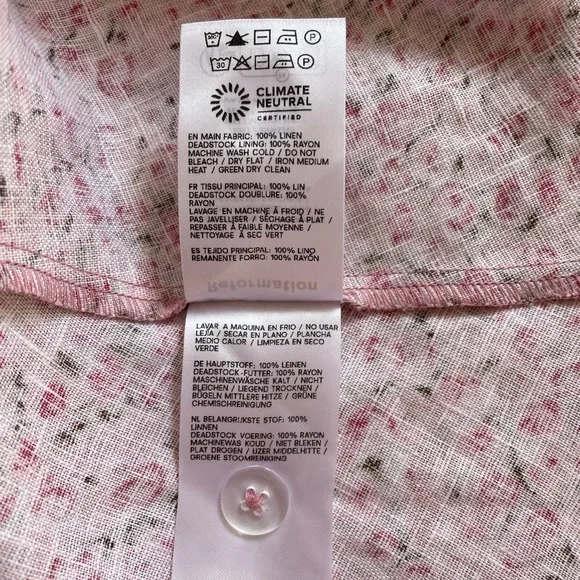 30
CLIMATE
NEUTRAL
CERTIFIED
EN MAIN FABRIC: 100% LINEN
DEADSTOCK LINING: 100% RAYON
MACHINE WASH COLD / DO NOT
BLEACH / DRY FLAT / IRON MEDIUM
HEAT / GREEN DRY CLEAN
FR TISSU PRINCIPAL: 100% LIN
DEADSTOCK DOUBLURE: 100%
RAYON
LAVAGE EN MACHINE À FROID / NE
PAS JAVELLISER / SÉCHAGE À PLAT /
REPASSER À FAIBLE MOYENNE /
NETTOYAGE À SEC VERT
ES TEJIDO PRINCIPAL: 100% LINO
REMANENTE FORRO: 100% RAYÓN
Reformation
LAVAR A MAQUINA EN FRIO / NO USAR
LEJÍA / SECAR EN PLANO / PLANCHA
MEDIO CALOR / LIMPIEZA EN SECO
VERDE
DE HAUPTSTOFF: 100% LEINEN
DEADSTOCK-FUTTER: 100% RAYON
MASCHINENWÄSCHE KALT / NICHT
BLEICHEN / LIEGEND TROCKNEN /
BÜGELN MITTLERE HITZE / GRÜNE
CHEMISCHREINIGUNG
NL BELANGRIJKSTE STOF: 100%
LINNEN
DEADSTOCK VOERING: 100% RAYON
MACHINEWAS KOUD / NIET BLEKEN /
PLAT DROGEN / IJZER MIDDELHITTE /
GROENE STOOMREINIGING